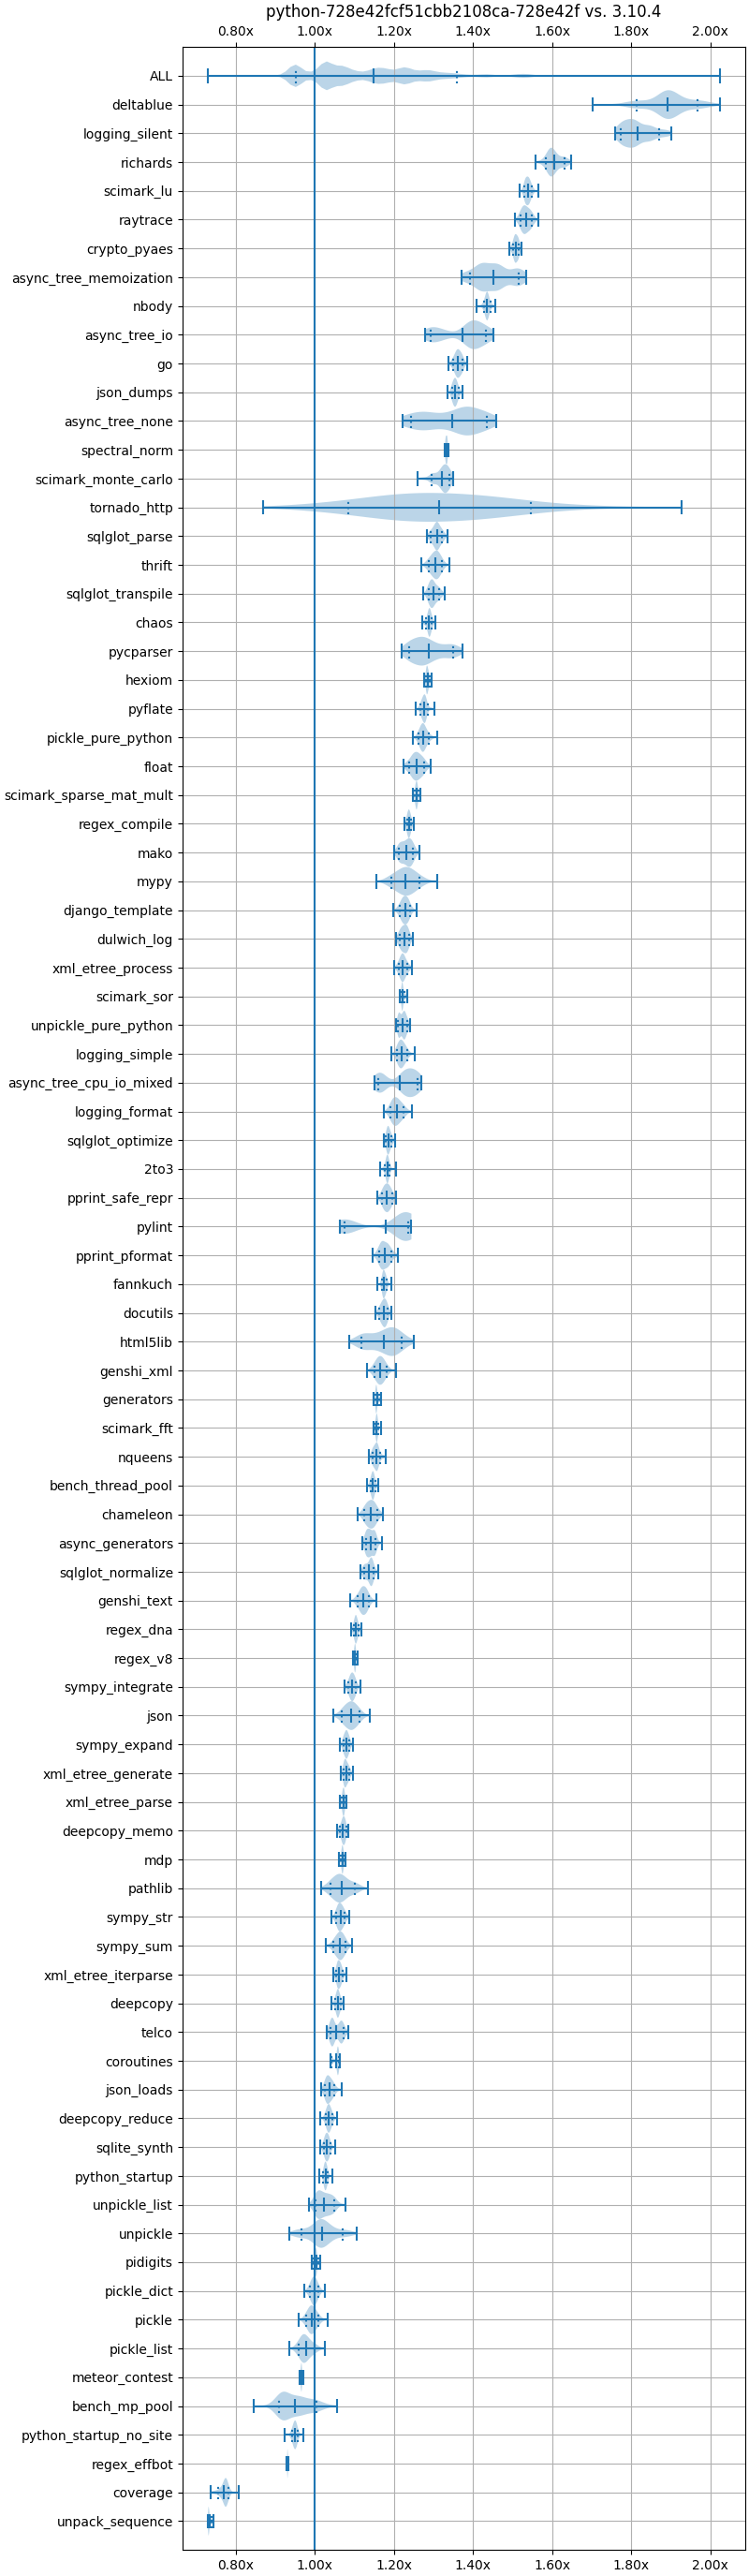 python-728e42fcf51cbb2108ca-728e42f vs. 3.10.4
0.80x 1.00x 1.20x 1.40x 1.60x 1.80x 2.00x
ALL
deltablue
logging_silent
richards
scimark_lu
raytrace
crypto_pyaes
async_tree_memoization
nbody
async_tree_io
go
json_dumps
async_tree_none
spectral_norm
scimark_monte_carlo
tornado_http
sqlglot_parse
thrift
sqlglot_transpile
chaos
pycparser
hexiom
pyflate
pickle_pure_python
float
scimark_sparse_mat_mult
regex_compile
mako
mypy
django_template
dulwich_log
xml_etree_process
scimark_sor
unpickle_pure_python
logging_simple
async_tree_cpu_io_mixed
logging_format
sqlglot_optimize
2to3
pprint_safe_repr
pylint
pprint_pformat
fannkuch
docutils
html5lib
genshi_xml
generators
scimark_fft
nqueens
bench_thread_pool
chameleon
async_generators
sqlglot_normalize
genshi_text
regex_dna
regex_v8
sympy_integrate
json
sympy_expand
xml_etree_generate
xml_etree_parse
deepcopy_memo
mdp
pathlib
sympy_str
sympy_sum
xml_etree_iterparse
deepcopy
telco
coroutines
json_loads
deepcopy_reduce
sqlite_synth
python_startup
unpickle_list
unpickle
pidigits
pickle_dict
pickle
pickle_list
meteor_contest
bench_mp_pool
python_startup_no_site
regex_effbot
coverage
unpack_sequence
0.80x 1.00x 1.20x 1.40x 1.60x 1.80x 2.00x